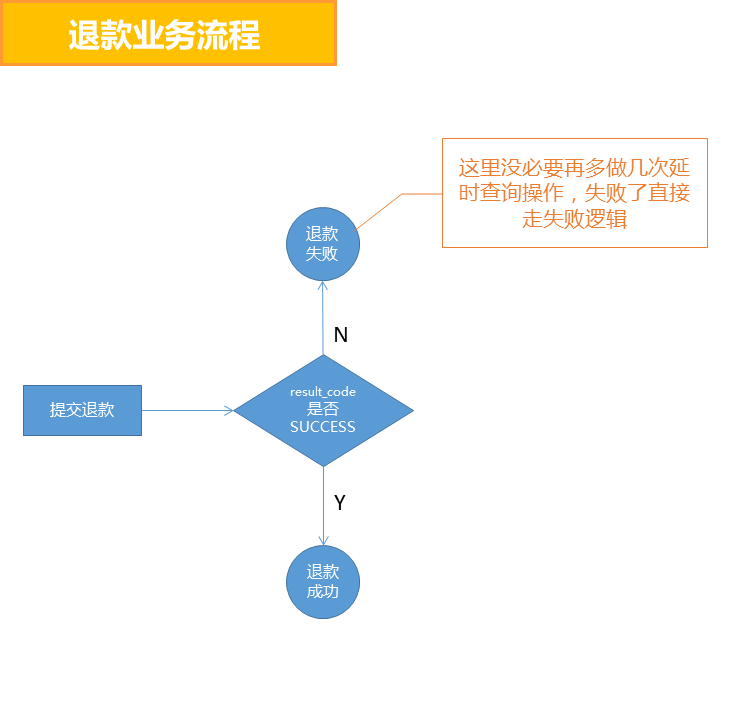 退款业务流程
这里没必要再多做几次延
时查询操作，失败了直接
走失败逻辑
退款
失败
N
提交退款
result_code
是否
SUCCESS
Y
退款
成功